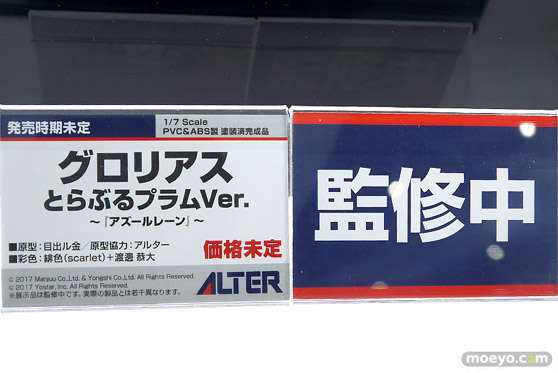 発売時期未定
1/7 Scale
PVC&ABS製 塗装済完成品
グロリアス
とらぶるプラムVer.
～『アズールレーン』～
■原型：目出ル金／原型協力：アルター
■彩色：緋色(scarlet)＋渡邊 恭大
価格未定
© 2017 Manjuu Co.,Ltd. & Yongshi Co.,Ltd. All Rights Reserved.
© 2017 Yostar, Inc. All Rights Reserved.
※展示品は監修中です。実際の製品とは若干異なります。
ALTER
監修中
moeyo.com